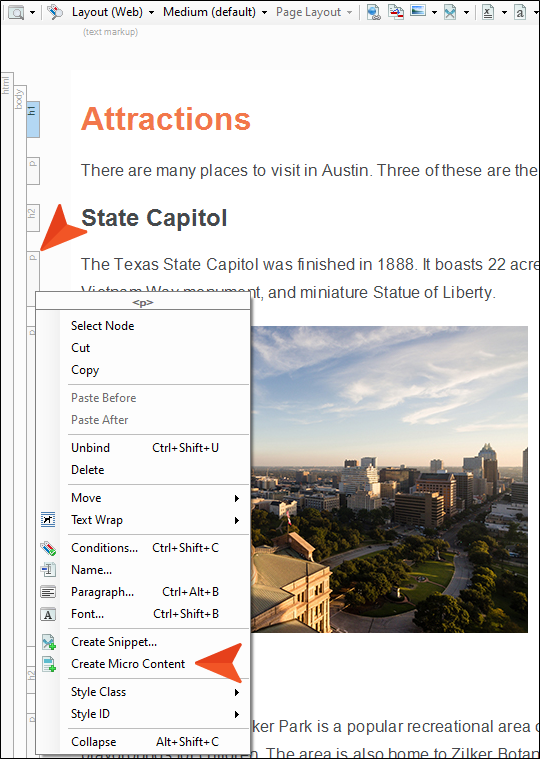 Layout (Web) Medium (default) Page Layout
(text markup)
html
body
h1
Attractions
p
There are many places to visit in Austin. Three of these are the
h2
State Capitol
p
The Texas State Capitol was finished in 1888. It boasts 22 acre
Vietnam War monument, and miniature Statue of Liberty.
<p>
Select Node
Cut
Copy
Paste Before
Paste After
Unbind Ctrl+Shift+U
Delete
Move
Text Wrap
Conditions... Ctrl+Shift+C
Name...
Paragraph... Ctrl+Alt+B
Font... Ctrl+Shift+B
Create Snippet...
Create Micro Content
Style Class
Style ID
Collapse Alt+Shift+C
p
h2
p
ker Park is a popular recreational area
playgrounds for children. The area is also home to Zilker Botan